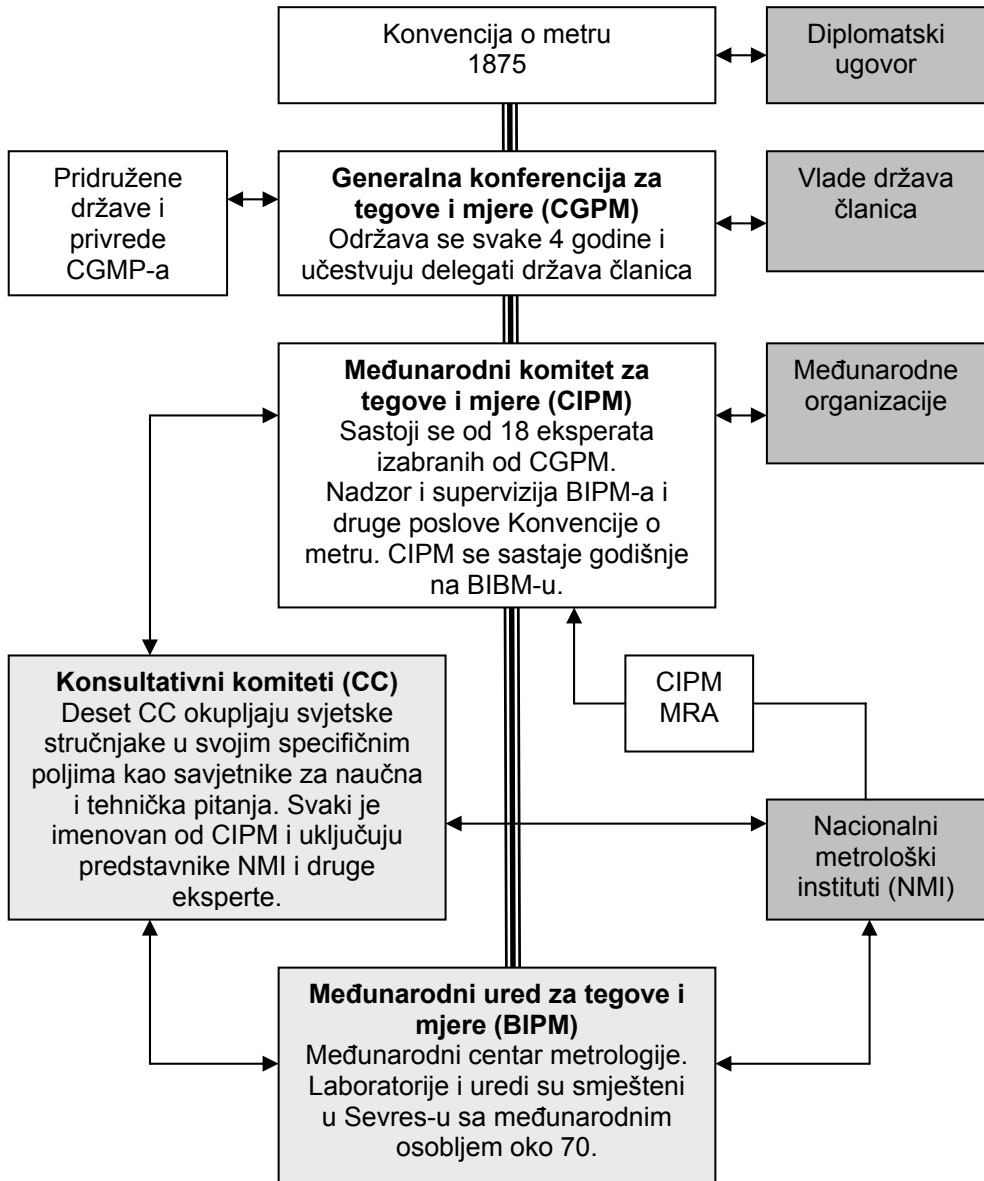 Konvencija o metru
1875
Diplomatski
ugovor
Pridružene
države i
privrede
CGMP-a
Generalna konferencija za
tegove i mjere (CGPM)
Održava se svake 4 godine i
učestvuju delegati država članica
Vlade država
članica
Međunarodni komitet za
tegove i mjere (CIPM)
Sastoji se od 18 eksperata
izabranih od CGPM.
Nadzor i supervizija BIPM-a i
druge poslove Konvencije o
metru. CIPM se sastaje godišnje
na BIBM-u.
Međunarodne
organizacije
Konsultativni komiteti (CC)
Deset CC okupljaju svjetske
stručnjake u svojim specifičnim
poljima kao savjetnike za naučna
i tehnička pitanja. Svaki je
imenovan od CIPM i uključuju
predstavnike NMI i druge
eksperte.
CIPM
MRA
Nacionalni
metrološki
instituti (NMI)
Međunarodni ured za tegove i
mjere (BIPM)
Međunarodni centar metrologije.
Laboratorije i uredi su smješteni
u Sevres-u sa međunarodnim
osobljem oko 70.